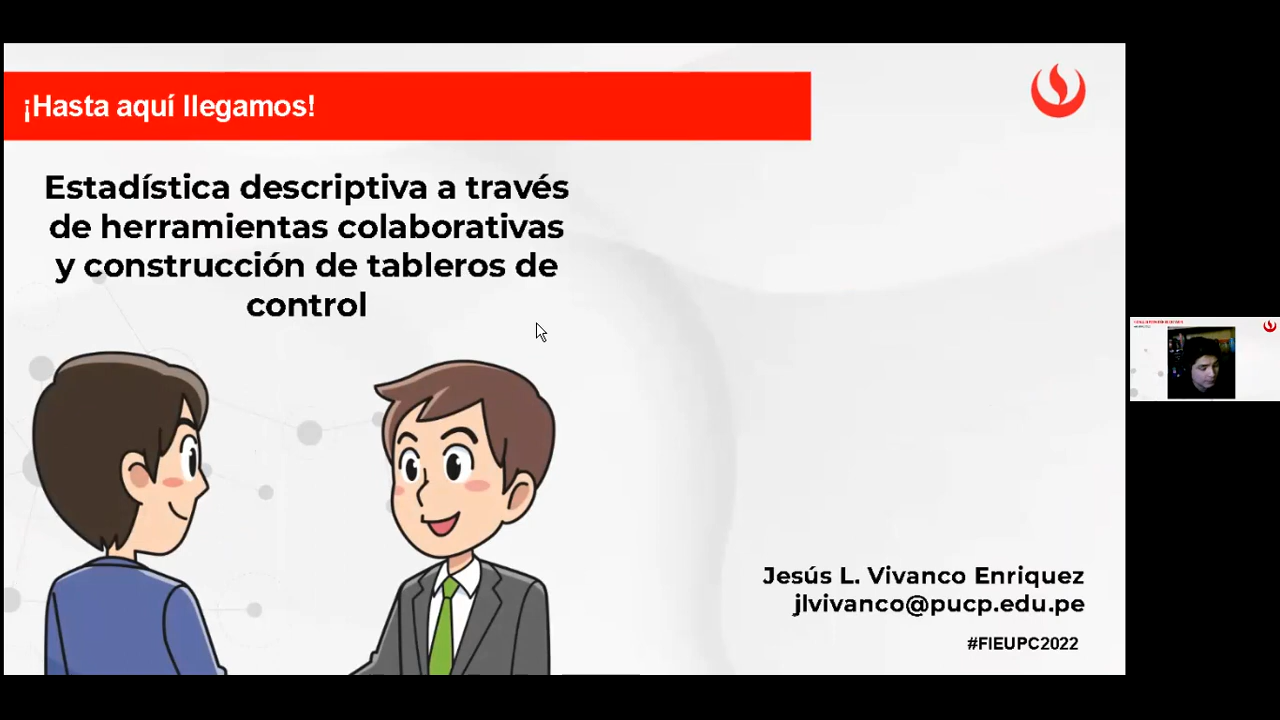 ¡Hasta aquí llegamos!
Estadística descriptiva a través
de herramientas colaborativas
y construcción de tableros de
control
Jesús L. Vivanco Enriquez
jlvivanco@pucp.edu.pe
#FIEUPC2022